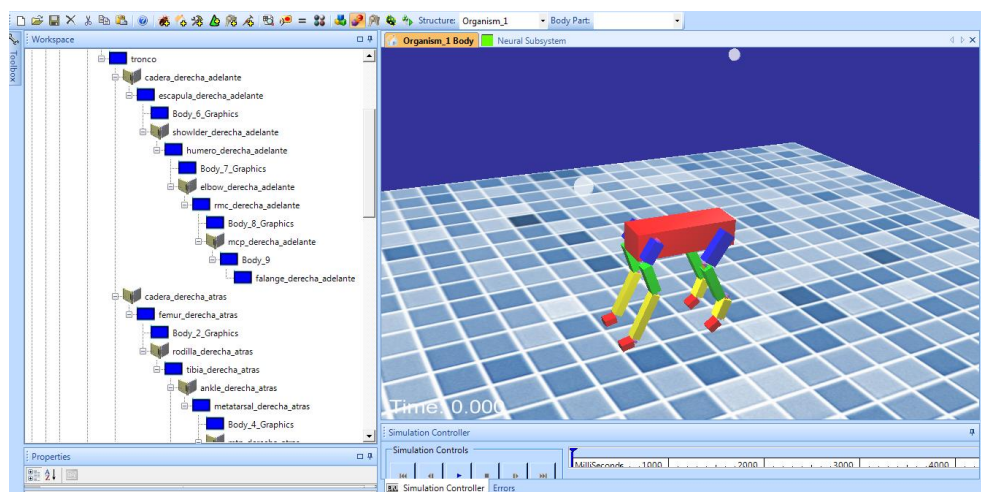 Structure: Organism_1 Body Part:
Toolbox
Workspace
tronco
cadera_derecha_adelante
escapula_derecha_adelante
Body_6_Graphics
showlder_derecha_adelante
humero_derecha_adelante
Body_7_Graphics
elbow_derecha_adelante
rmc_derecha_adelante
Body_8_Graphics
mcp_derecha_adelante
Body_9
falange_derecha_adelante
cadera_derecha_atras
femur_derecha_atras
Body_2_Graphics
rodilla_derecha_atras
tibia_derecha_atras
ankle_derecha_atras
metatarsal_derecha_atras
Body_4_Graphics
Properties
Organism_1 Body Neural Subsystem
Time: 0.000
Simulation Controller
Simulation Controls
MilliSeconds 1000 2000 3000 4000
Simulation Controller Errors